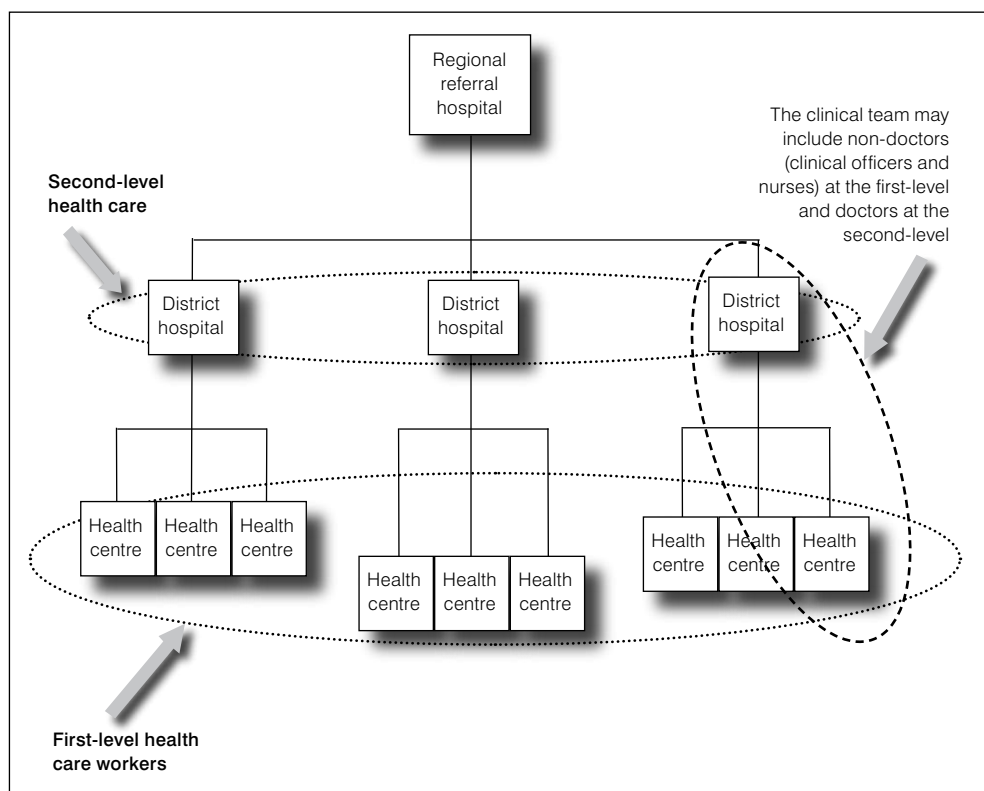 Regional
referral
hospital
The clinical team may
include non-doctors
(clinical officers and
nurses) at the first-level
and doctors at the
second-level
Second-level
health care
District
hospital
District
hospital
District
hospital
Health
centre
Health
centre
Health
centre
Health
centre
Health
centre
Health
centre
Health
centre
Health
centre
Health
centre
First-level health
care workers